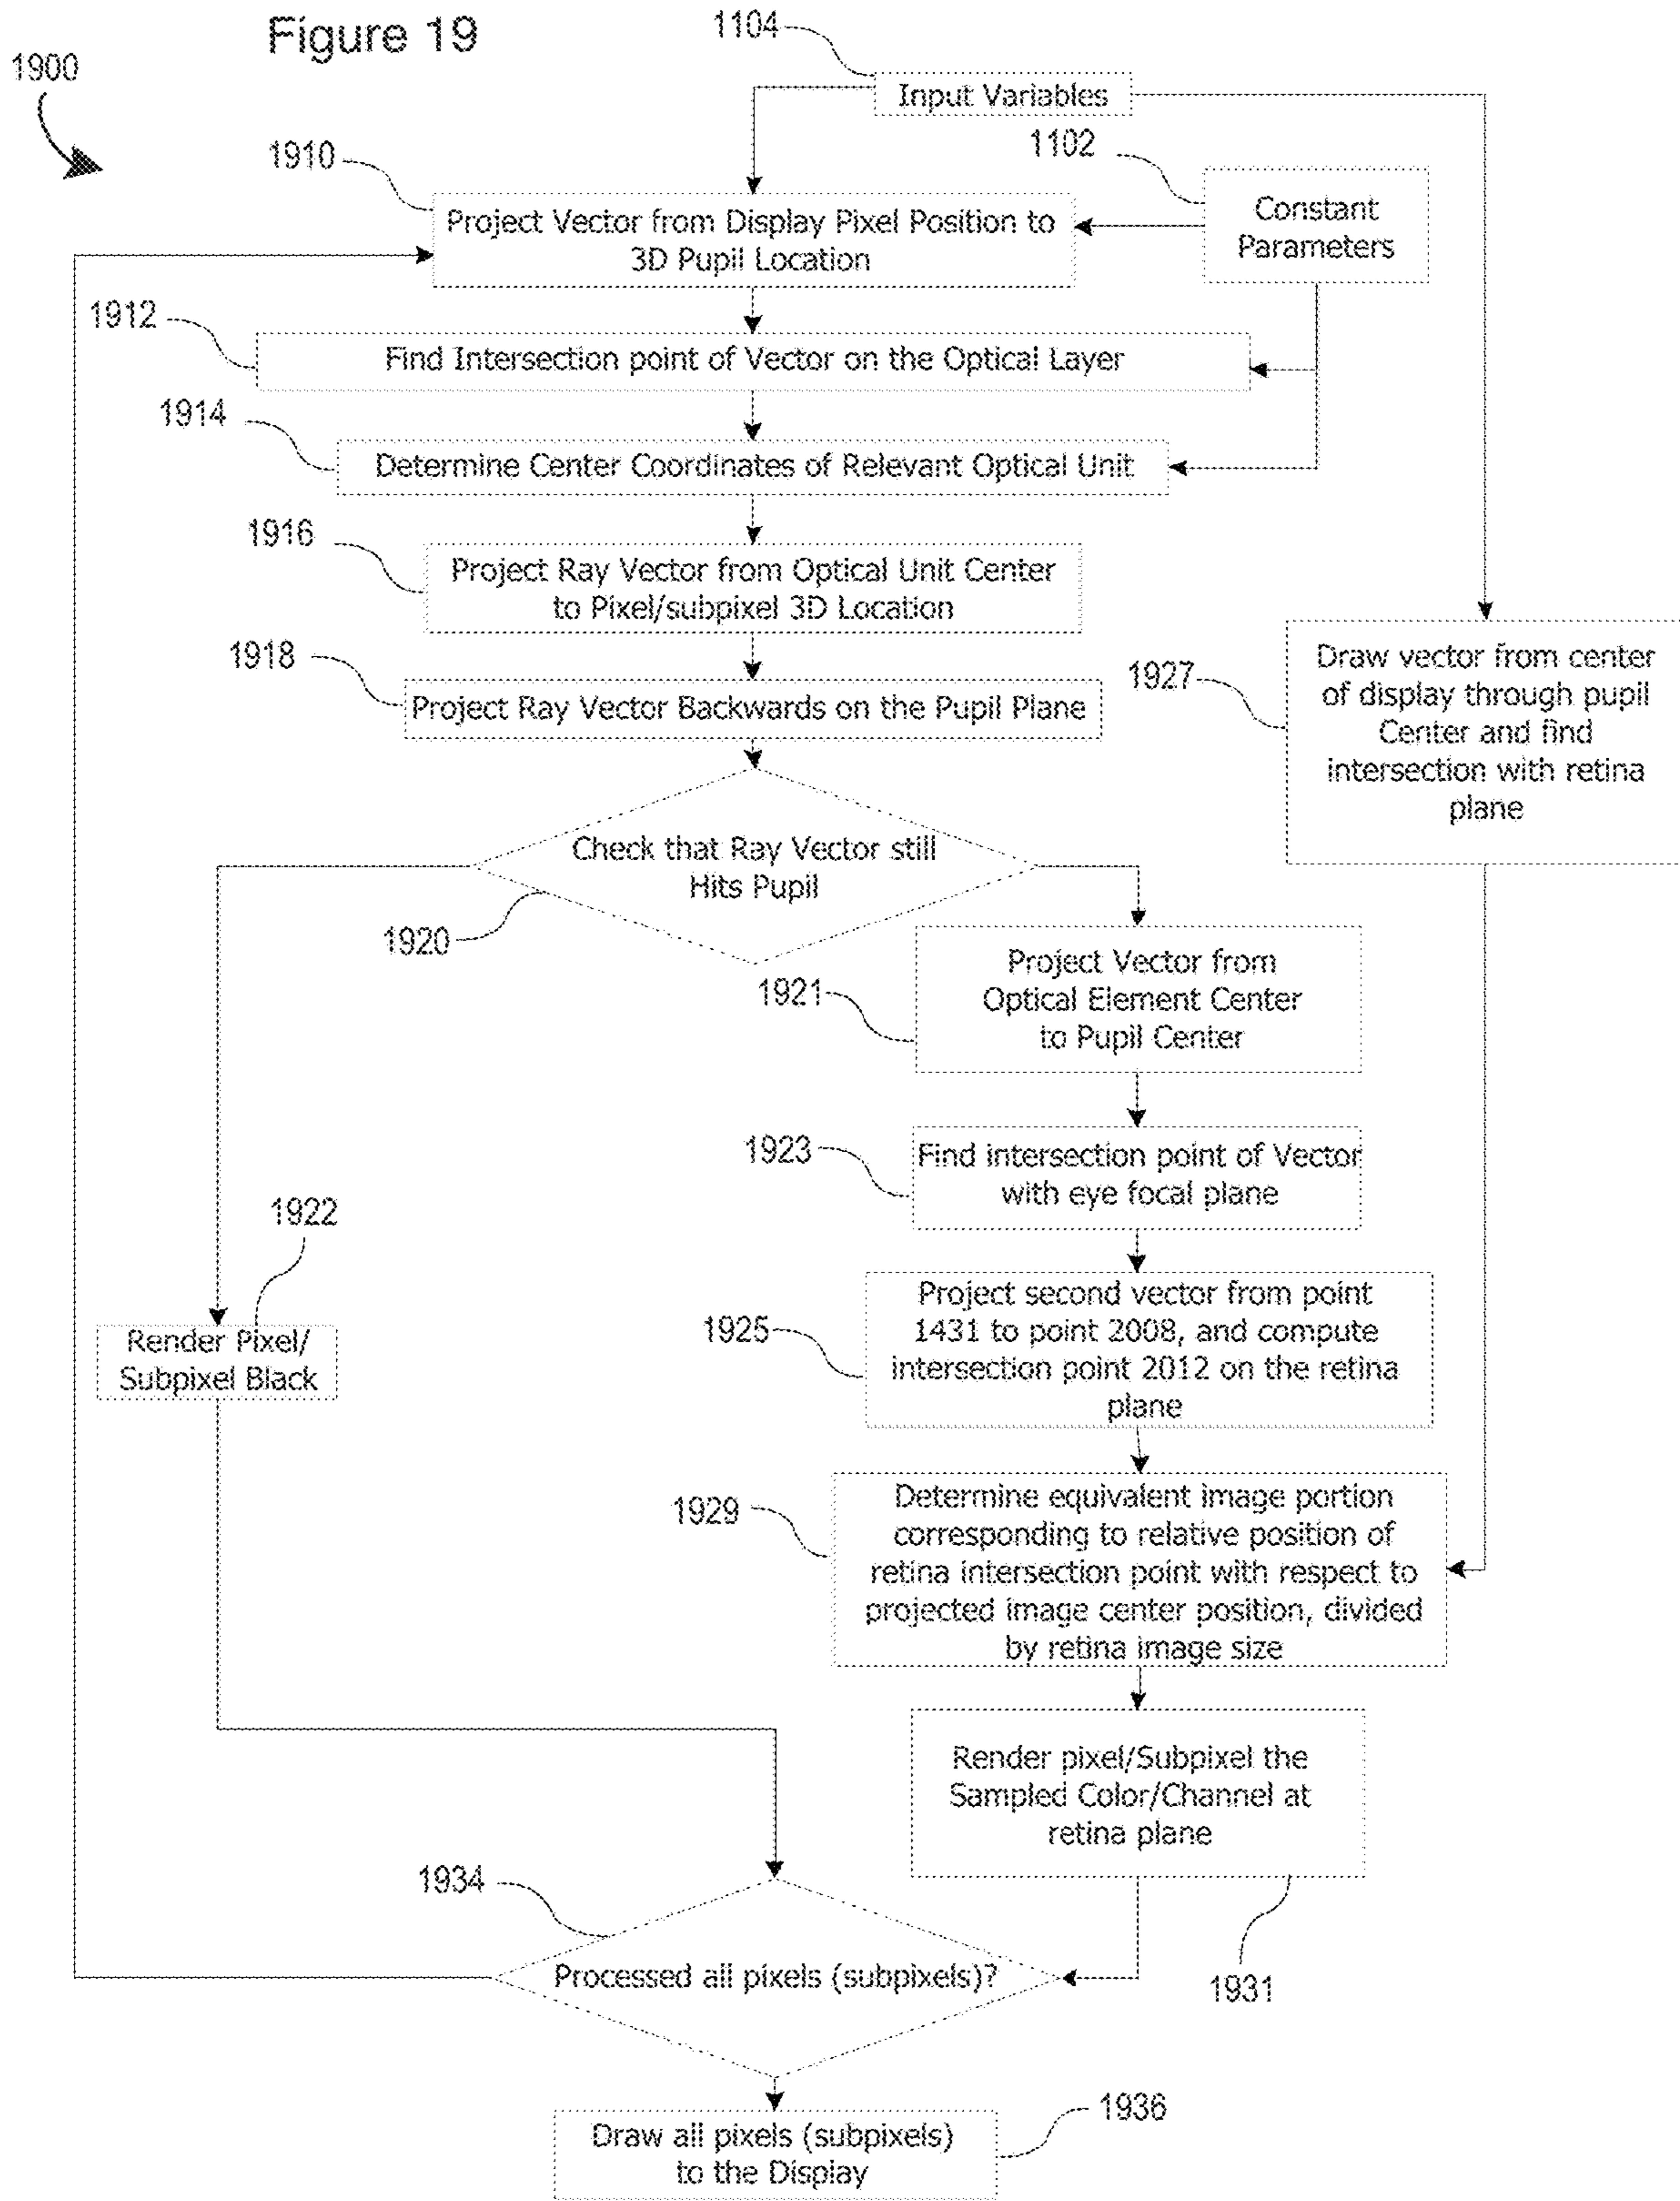 Figure 19
1900
1104
Input Variables
1102
Constant
Parameters
1910
Project Vector from Display Pixel Position to
3D Pupil Location
1912
Find Intersection point of Vector on the Optical Layer
1914
Determine Center Coordinates of Relevant Optical Unit
1916
Project Ray Vector from Optical Unit Center
to Pixel/subpixel 3D Location
1918
Project Ray Vector Backwards on the Pupil Plane
1927
Draw vector from center
of display through pupil
Center and find
intersection with retina
plane
Check that Ray Vector still
Hits Pupil
1920
1921
Project Vector from
Optical Element Center
to Pupil Center
1923
Find intersection point of Vector
with eye focal plane
1922
Render Pixel/
Subpixel Black
1925
Project second vector from point
1431 to point 2008, and compute
intersection point 2012 on the retina
plane
1929
Determine equivalent image portion
corresponding to relative position of
retina intersection point with respect to
projected image center position, divided
by retina image size
Render pixel/Subpixel the
Sampled Color/Channel at
retina plane
1931
1934
Processed all pixels (subpixels)?
1936
Draw all pixels (subpixels)
to the Display